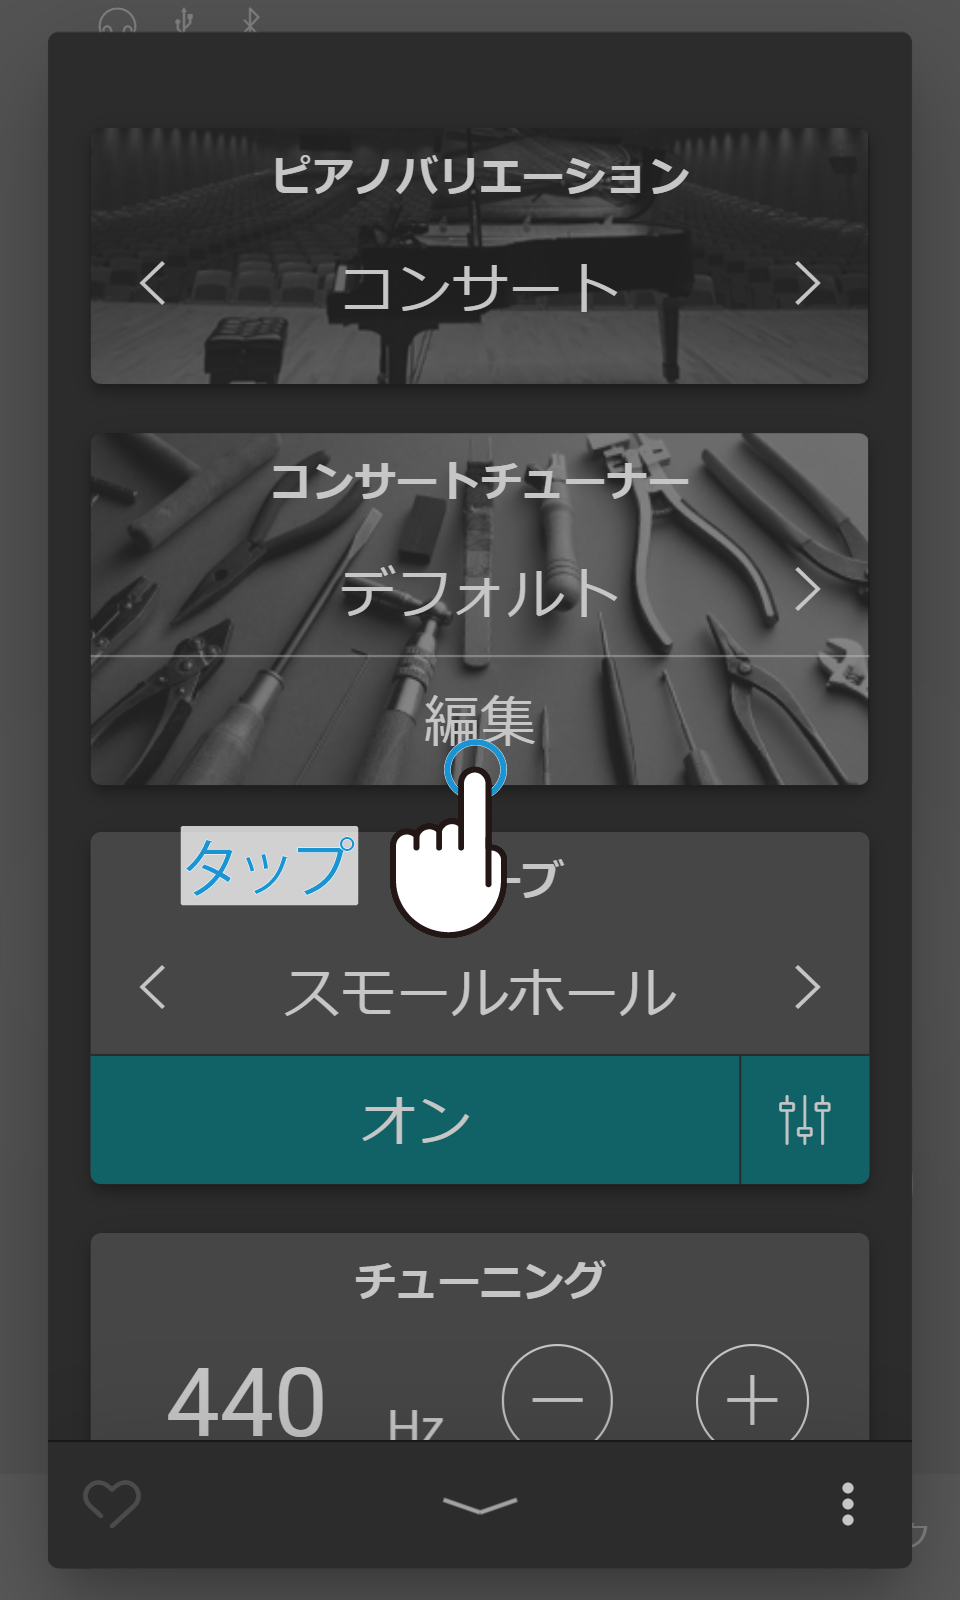 ピアノバリエーション
コンサート
コンサートチューナー
デフォルト
編集
タップ
ーブ
スモールホール
オン
チューニング
440 Hz